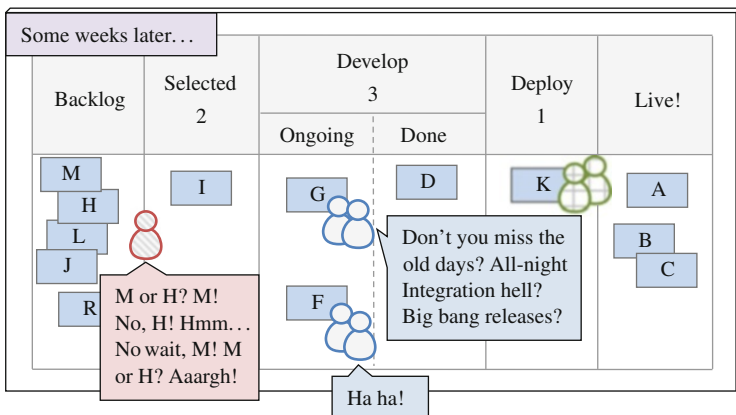 Some weeks later…
Backlog
Selected
2
Develop
3
Ongoing
Done
Deploy
1
Live!
M
H
L
J
R
I
G
F
D
K
A
B
C
M or H? M!
No, H! Hmm…
No wait, M! M
or H? Aaargh!
Don’t you miss the
old days? All-night
Integration hell?
Big bang releases?
Ha ha!